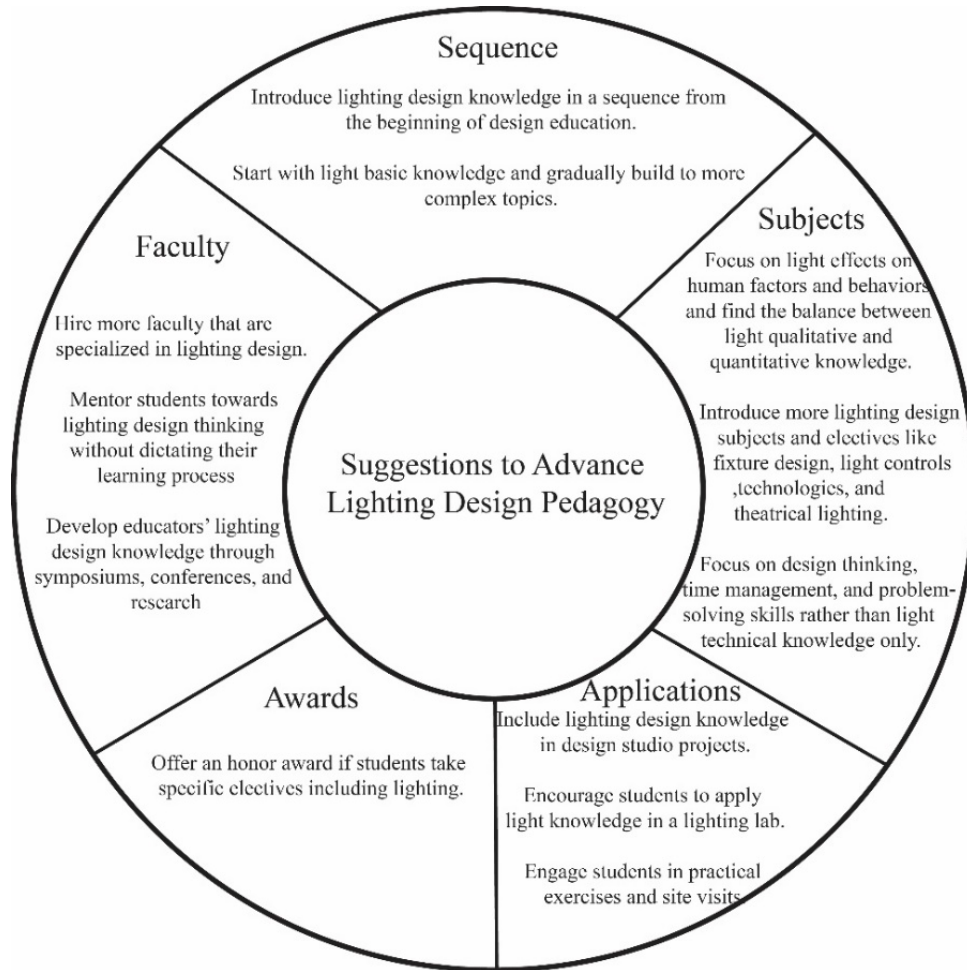 Sequence
Introduce lighting design knowledge in a sequence from
the beginning of design education.
Start with light basic knowledge and gradually build to more
complex topics.
Subjects
Focus on light effects on
human factors and behaviors
and find the balance between
light qualitative and
quantitative knowledge.
Introduce more lighting design
subjects and electives like
fixture design, light controls
,technologies, and
theatrical lighting.
Focus on design thinking,
time management, and problem-
solving skills rather than light
technical knowledge only.
Applications
Include lighting design knowledge
in design studio projects.
Encourage students to apply
light knowledge in a lighting lab.
Engage students in practical
exercises and site visits.
Awards
Offer an honor award if students take
specific electives including lighting.
Faculty
Hire more faculty that are
specialized in lighting design.
Mentor students towards
lighting design thinking
without dictating their
learning process
Develop educators’ lighting
design knowledge through
symposiums, conferences, and
research
Suggestions to Advance
Lighting Design Pedagogy